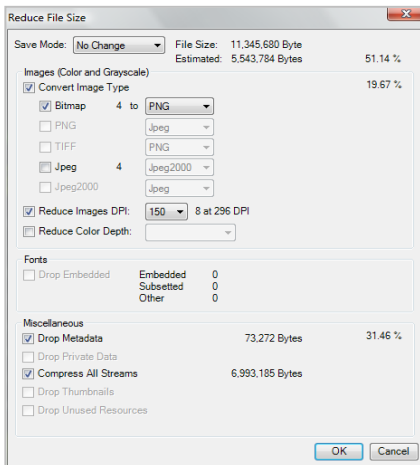 Reduce File Size
Save Mode: No Change File Size: 11,345,680 Byte
Estimated: 5,543,784 Bytes 51.14 %
Images (Color and Grayscale)
Convert Image Type 19.67 %
Bitmap 4 to PNG
PNG Jpeg
TIFF PNG
Jpeg 4 Jpeg2000
Jpeg2000 Jpeg
Reduce Images DPI: 150 8 at 296 DPI
Reduce Color Depth:
Fonts
Drop Embedded Embedded 0
Subsetted 0
Other 0
Miscellaneous
Drop Metadata 73,272 Bytes 31.46 %
Drop Private Data
Compress All Streams 6,993,185 Bytes
Drop Thumbnails
Drop Unused Resources
OK Cancel